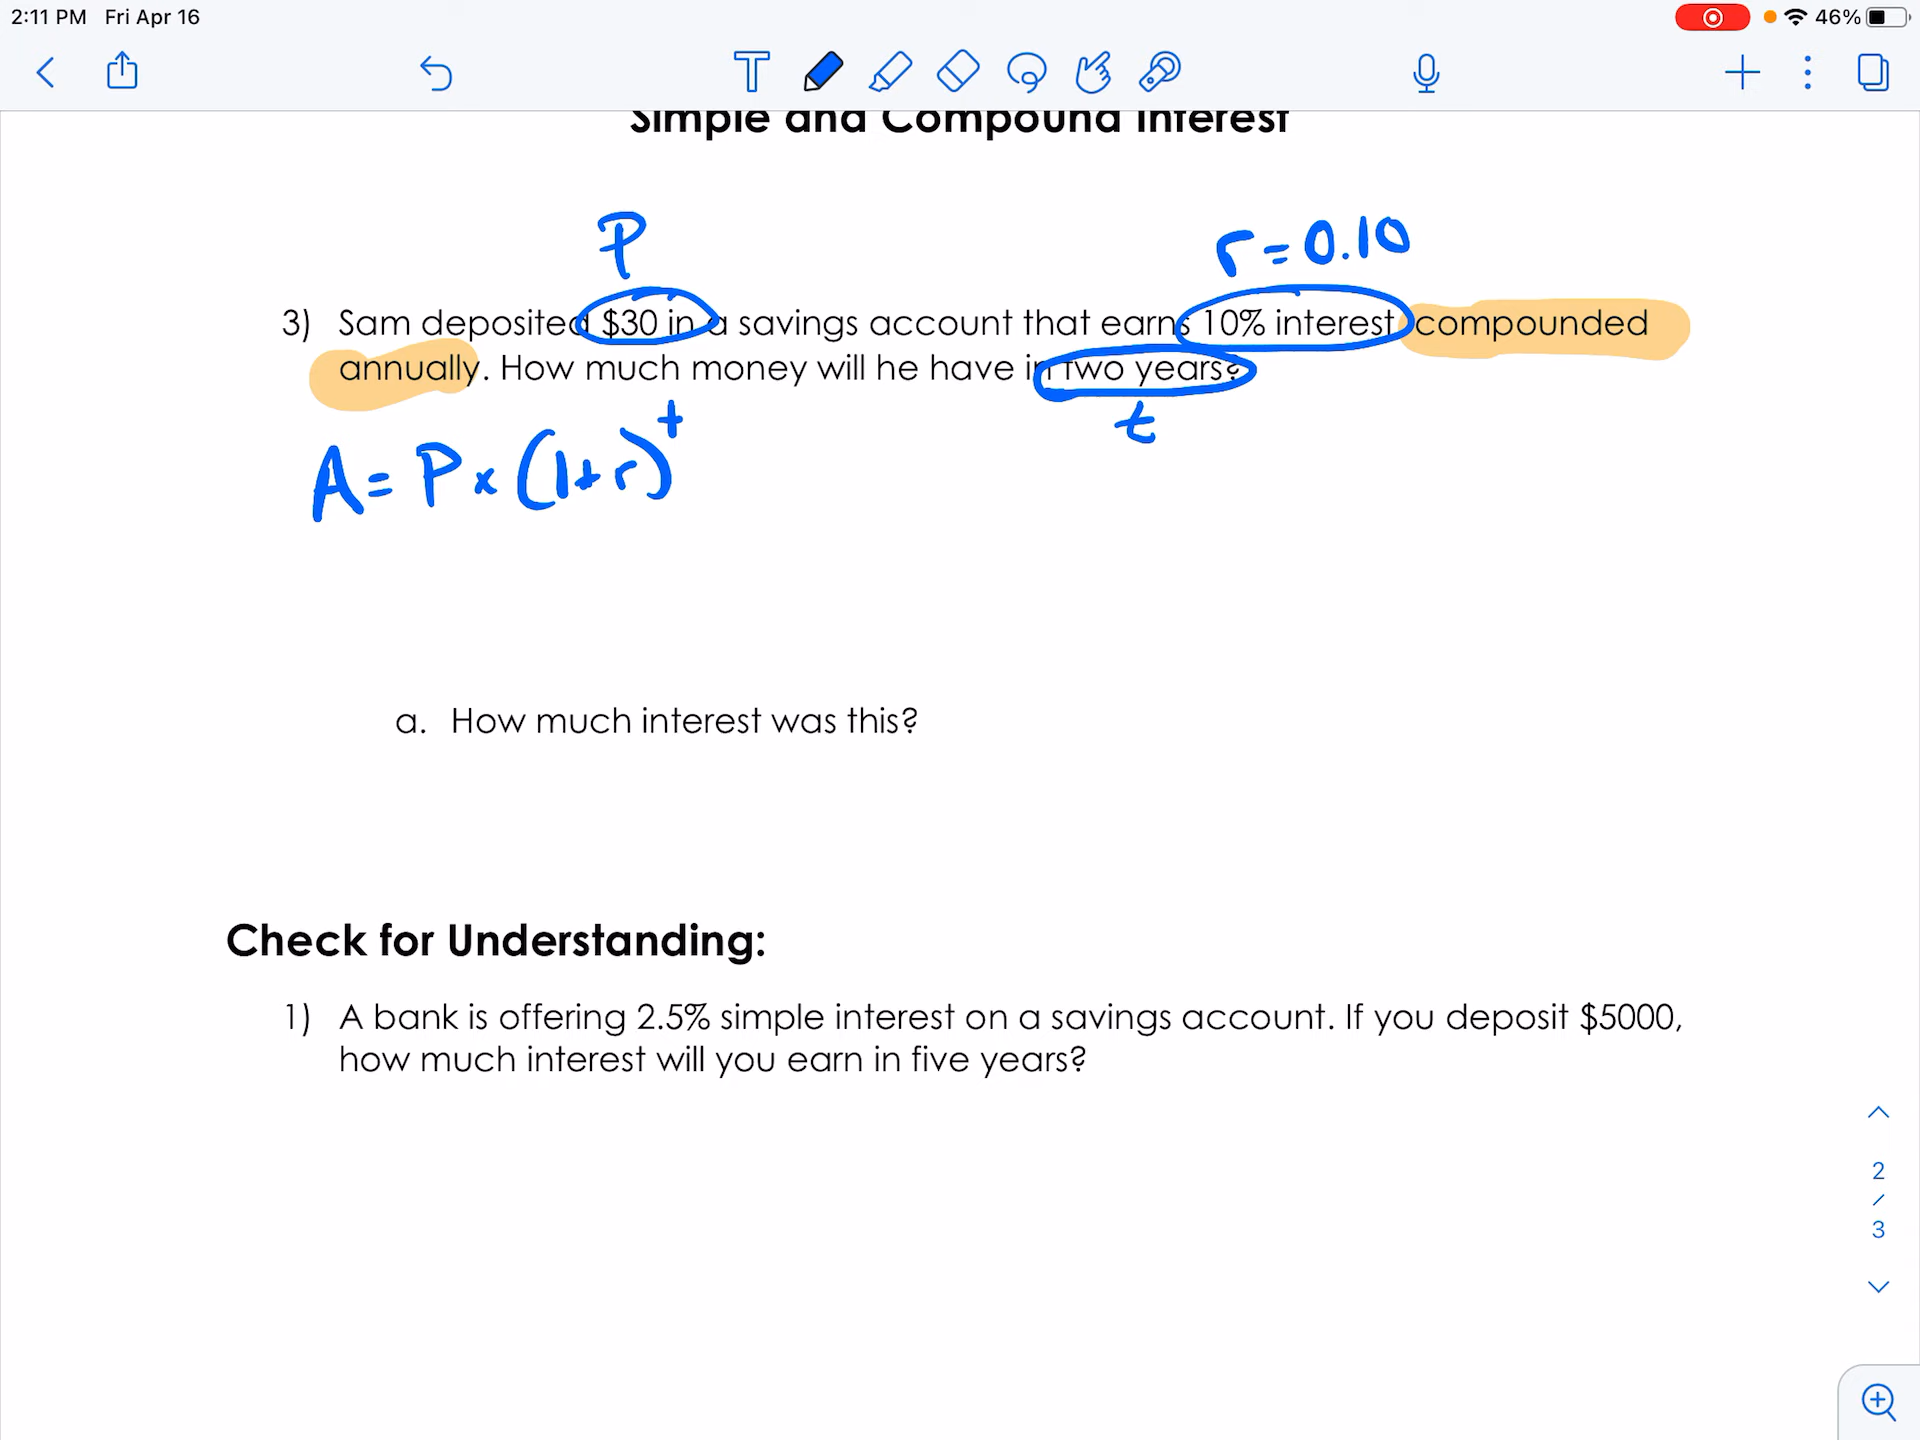 2:11 PM Fri Apr 16
46%
T
Simple and Compound Interest
P
r = 0.10
3) Sam deposited $30 in a savings account that earns 10% interest compounded
annually. How much money will he have in two years?
t
A = P × (1 + r)^t
a. How much interest was this?
Check for Understanding:
1) A bank is offering 2.5% simple interest on a savings account. If you deposit $5000,
how much interest will you earn in five years?
2
/
3